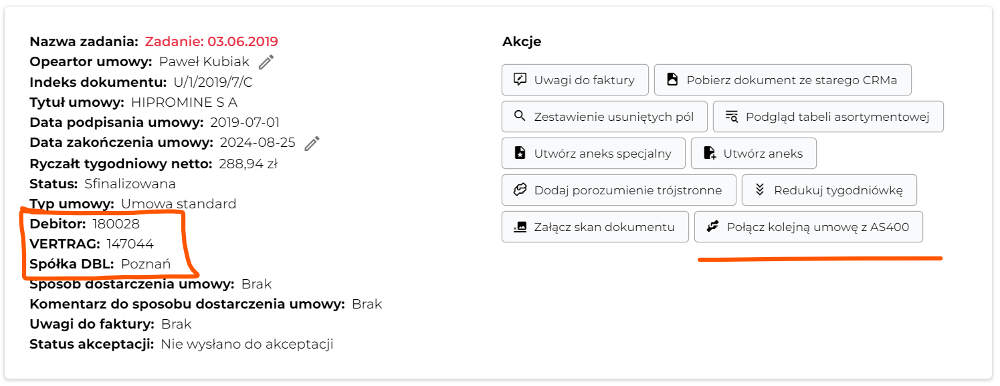 Nazwa zadania: Zadanie: 03.06.2019
Opeartor umowy: Paweł Kubiak
Indeks dokumentu: U/1/2019/7/C
Tytuł umowy: HIPROMINE S A
Data podpisania umowy: 2019-07-01
Data zakończenia umowy: 2024-08-25
Ryczałt tygodniowy netto: 288,94 zł
Status: Sfinalizowana
Typ umowy: Umowa standard
Debitor: 180028
VERTRAG: 147044
Spółka DBL: Poznań
Sposób dostarczenia umowy: Brak
Komentarz do sposobu dostarczenia umowy: Brak
Uwagi do faktury: Brak
Status akceptacji: Nie wysłano do akceptacji
Akcje
Uwagi do faktury Pobierz dokument ze starego CRMa
Zestawienie usuniętych pól Podgląd tabeli asortymentowej
Utwórz aneks specjalny Utwórz aneks
Dodaj porozumienie trójstronne Redukuj tygodniówkę
Załącz skan dokumentu Połącz kolejną umowę z AS400